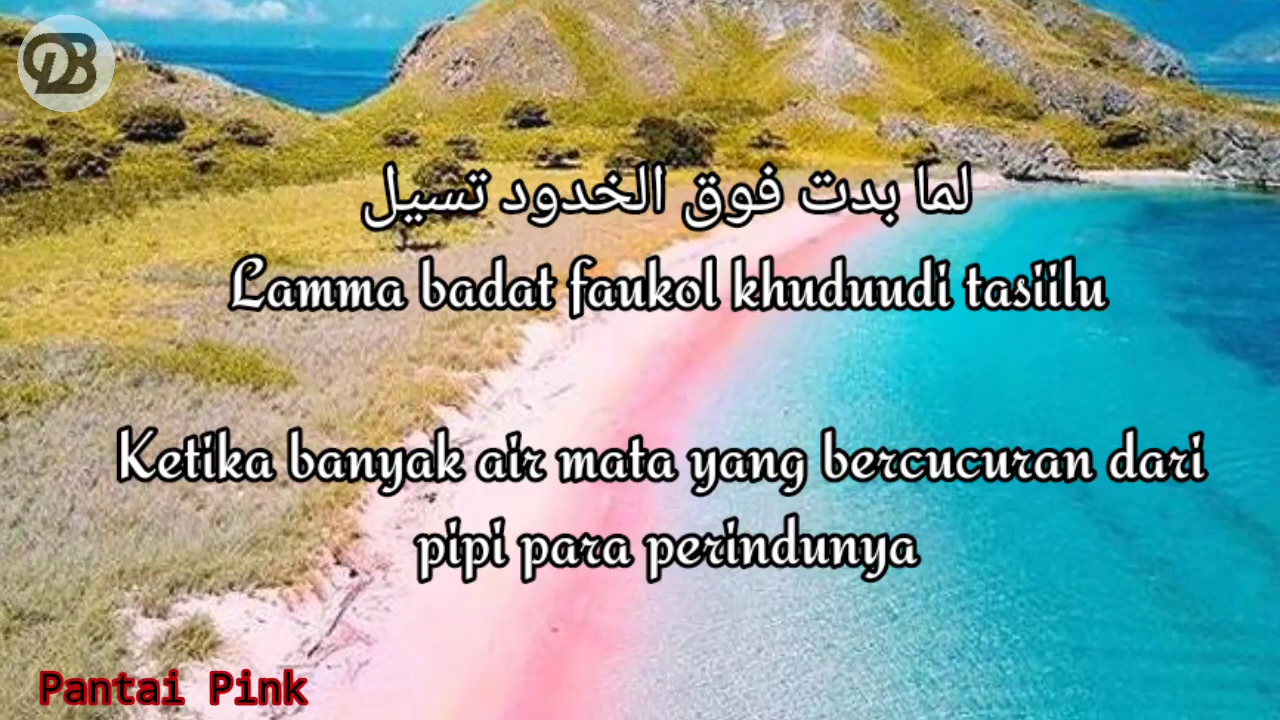 DB
لما بدت فوق الخدود تسيل
Lamma badat faukol khuduudi tasiilu
Ketika banyak air mata yang bercucuran dari
pipi para perindunya
Pantai Pink